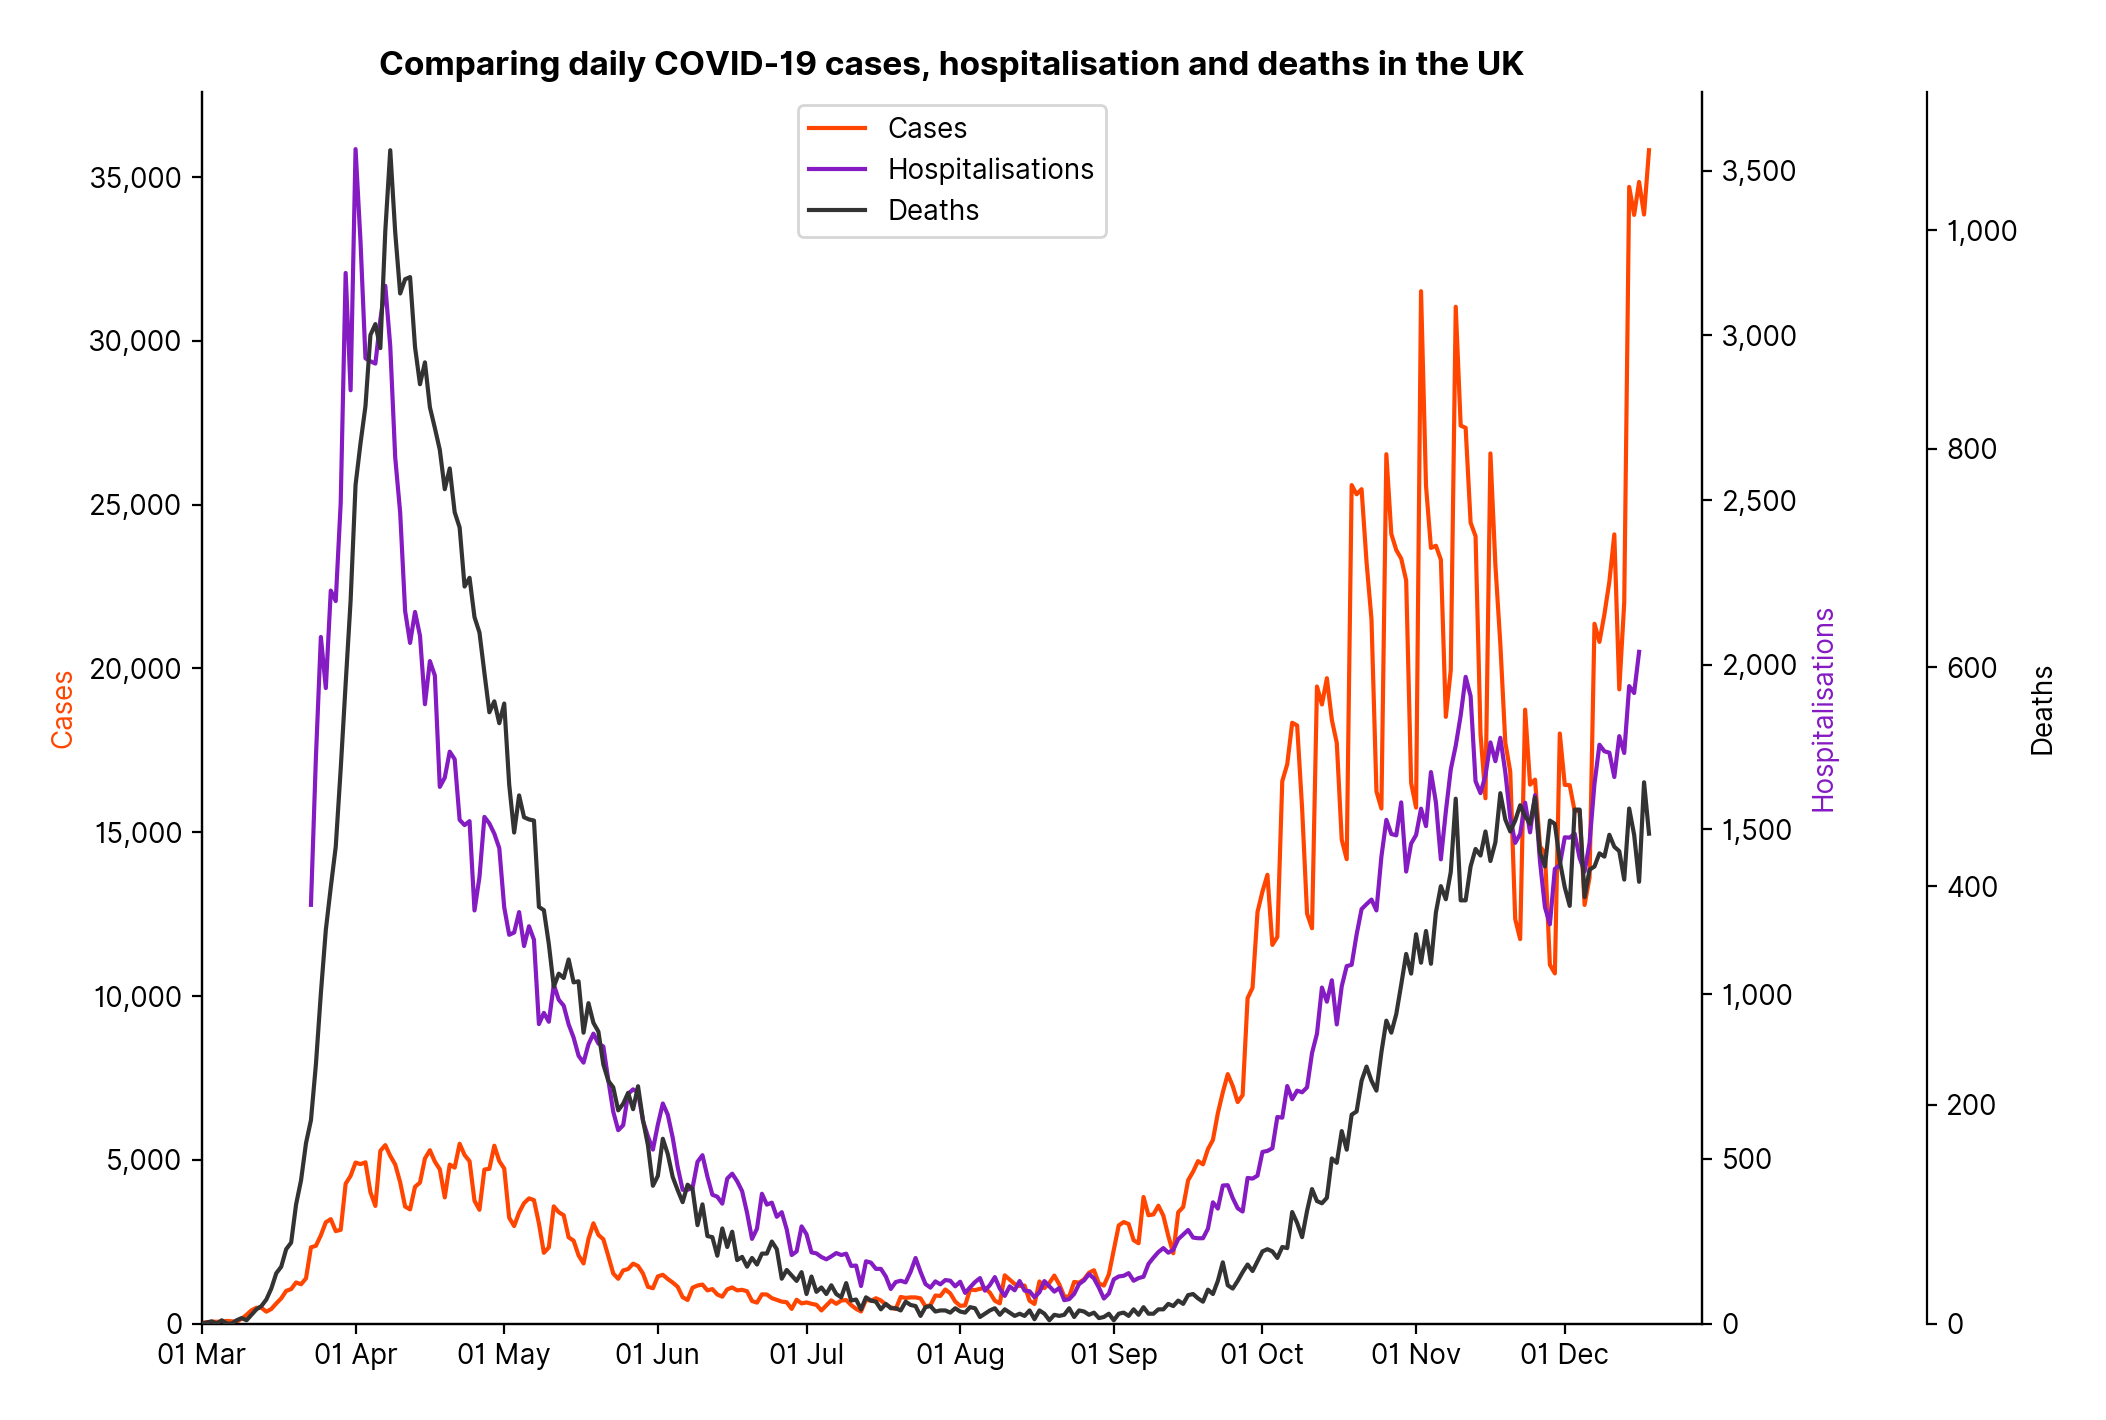 Comparing daily COVID-19 cases, hospitalisation and deaths in the UK
Cases
Hospitalisations
Deaths
35,000
30,000
25,000
20,000
15,000
10,000
5,000
0
Cases
3,500
3,000
2,500
2,000
1,500
1,000
500
0
Hospitalisations
1,000
800
600
400
200
0
Deaths
01 Mar 01 Apr 01 May 01 Jun 01 Jul 01 Aug 01 Sep 01 Oct 01 Nov 01 Dec